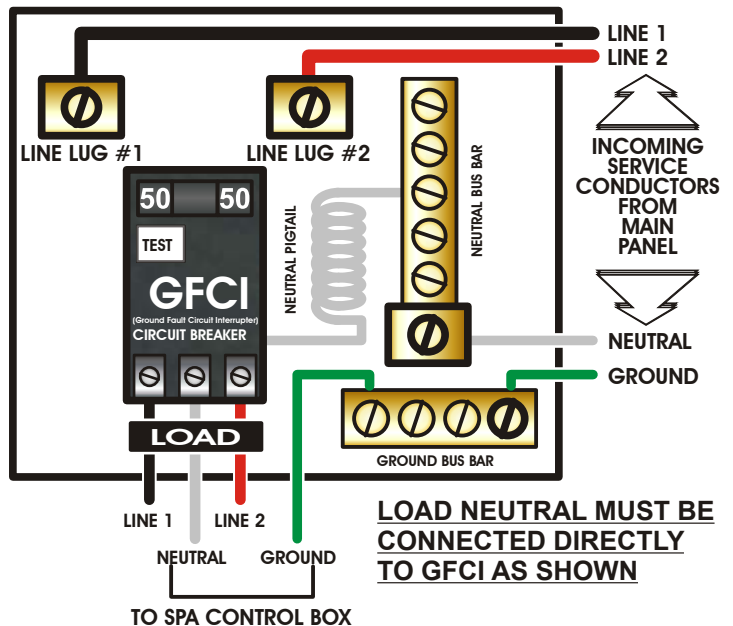 LINE 1
LINE 2
LINE LUG #1
LINE LUG #2
INCOMING
SERVICE
CONDUCTORS
FROM
MAIN
PANEL
50 50
TEST
GFCI
(Ground Fault Circuit Interrupter)
CIRCUIT BREAKER
NEUTRAL PIGTAIL
NEUTRAL BUS BAR
NEUTRAL
GROUND
LOAD
GROUND BUS BAR
LINE 1
LINE 2
NEUTRAL
GROUND
TO SPA CONTROL BOX
LOAD NEUTRAL MUST BE
CONNECTED DIRECTLY
TO GFCI AS SHOWN